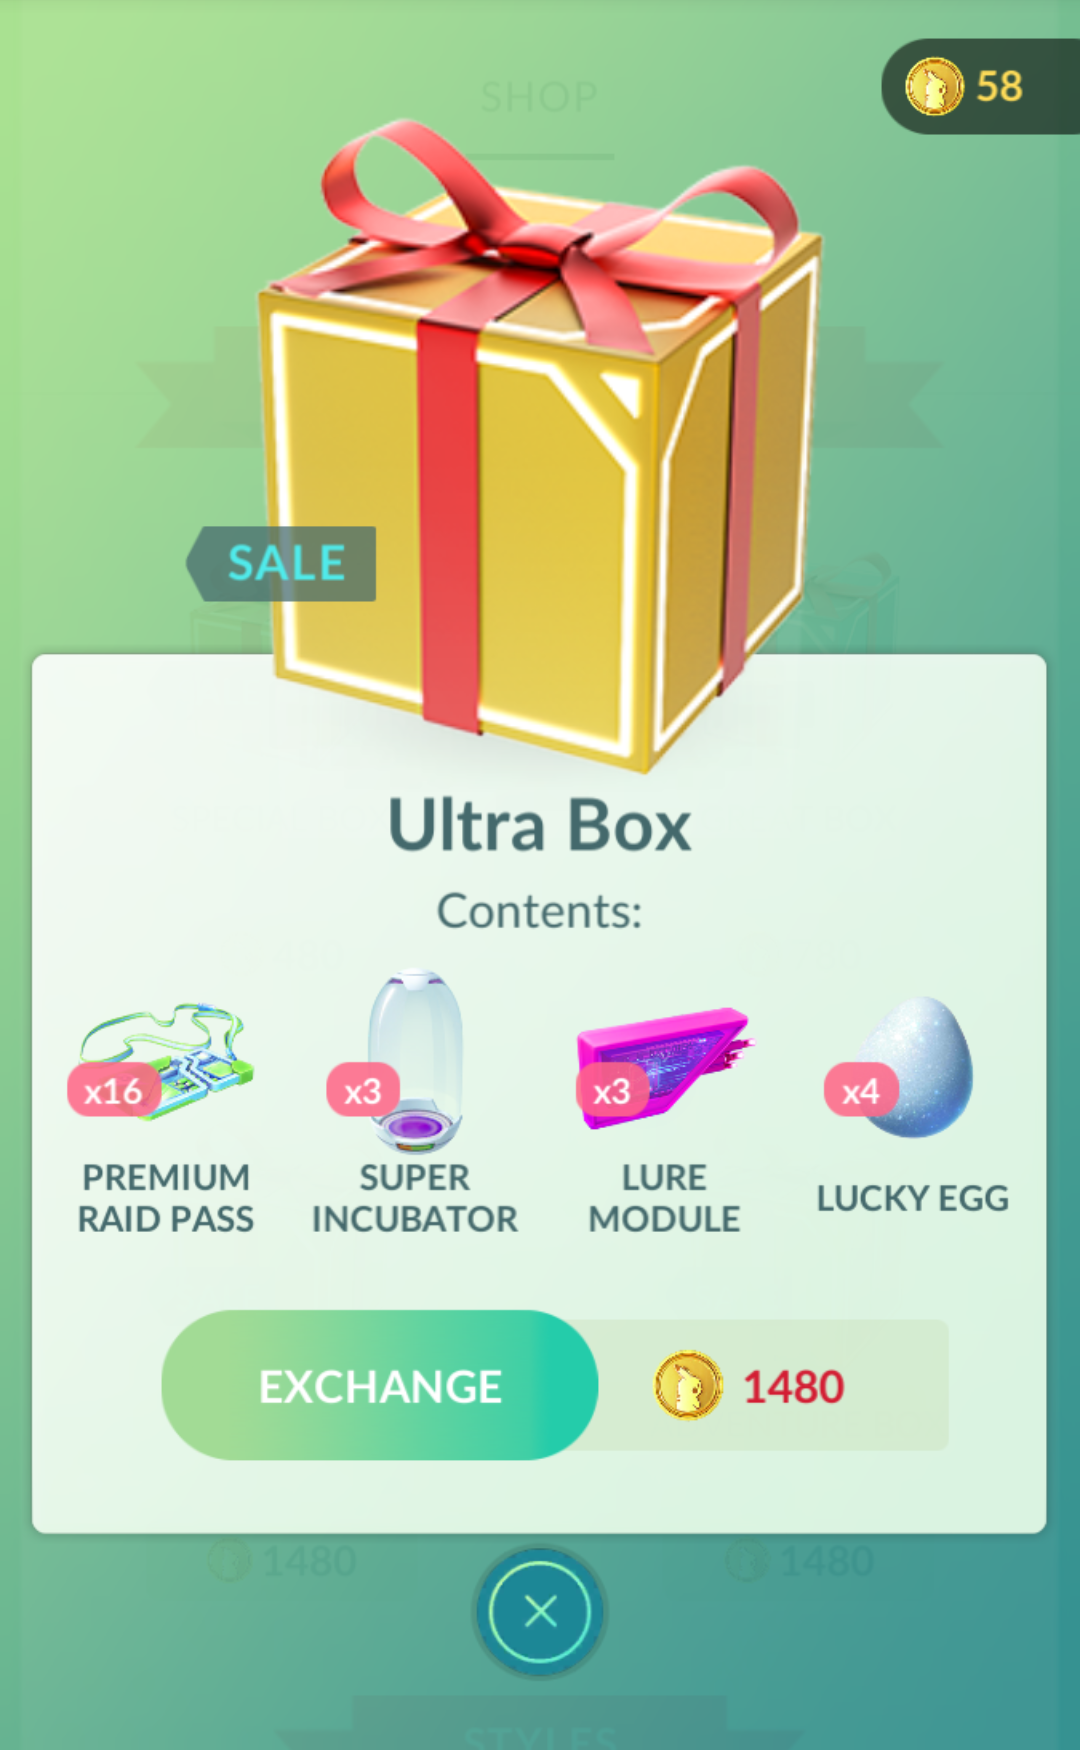 SHOP
58
SALE
Ultra Box
Contents:
x16
x3
x3
x4
PREMIUM
RAID PASS
SUPER
INCUBATOR
LURE
MODULE
LUCKY EGG
EXCHANGE
1480
1480
1480
STYLES